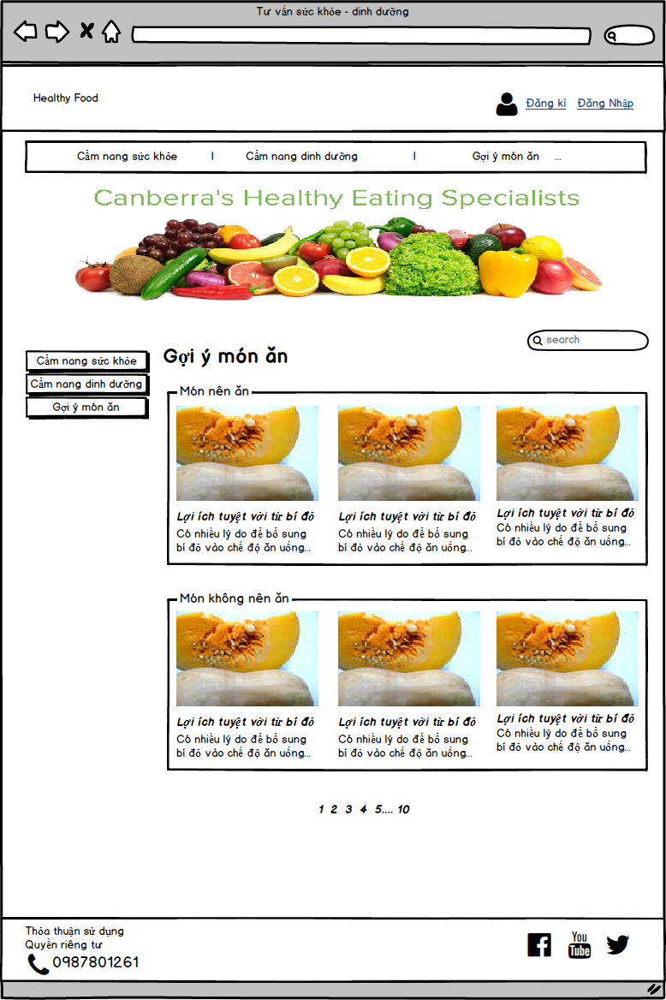 Tư vấn sức khỏe - dinh dưỡng
Healthy Food
Đăng kí Đăng Nhập
Cẩm nang sức khỏe | Cẩm nang dinh dưỡng | Gợi ý món ăn ...
Canberra's Healthy Eating Specialists
search
Gợi ý món ăn
Cẩm nang sức khỏe
Cẩm nang dinh dưỡng
Gợi ý món ăn
Món nên ăn
Lợi ích tuyệt vời từ bí đỏ
Có nhiều lý do để bổ sung
bí đỏ vào chế độ ăn uống...
Lợi ích tuyệt vời từ bí đỏ
Có nhiều lý do để bổ sung
bí đỏ vào chế độ ăn uống...
Lợi ích tuyệt vời từ bí đỏ
Có nhiều lý do để bổ sung
bí đỏ vào chế độ ăn uống...
Món không nên ăn
Lợi ích tuyệt vời từ bí đỏ
Có nhiều lý do để bổ sung
bí đỏ vào chế độ ăn uống...
Lợi ích tuyệt vời từ bí đỏ
Có nhiều lý do để bổ sung
bí đỏ vào chế độ ăn uống...
Lợi ích tuyệt vời từ bí đỏ
Có nhiều lý do để bổ sung
bí đỏ vào chế độ ăn uống...
1 2 3 4 5.... 10
Thỏa thuận sử dụng
Quyền riêng tư
0987801261
You
Tube